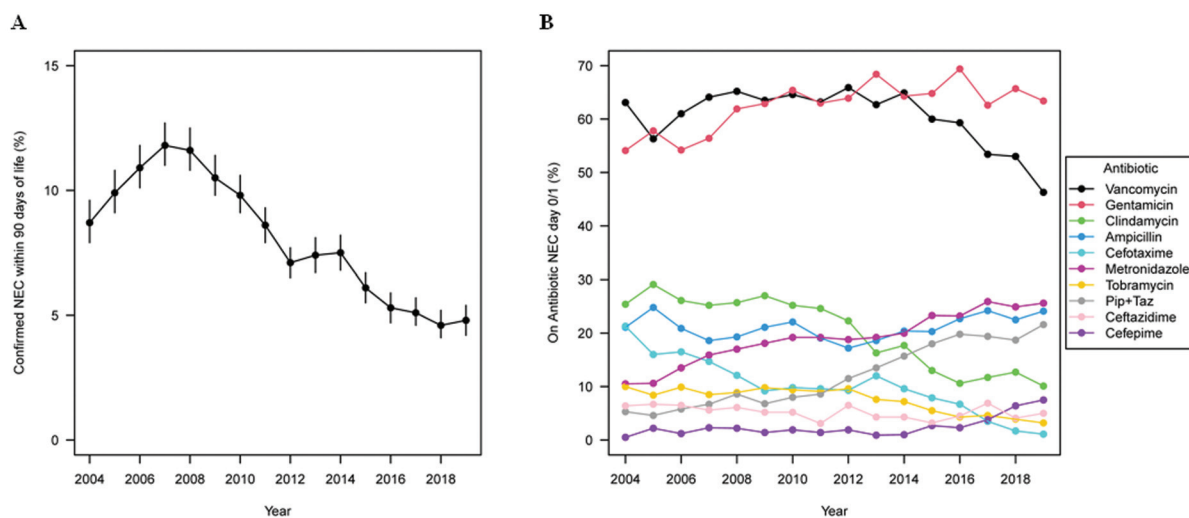 A
Confirmed NEC within 90 days of life (%)
15
10
5
0
2004 2006 2008 2010 2012 2014 2016 2018
Year
B
On Antibiotic NEC day 0/1 (%)
70
60
50
40
30
20
10
0
2004 2006 2008 2010 2012 2014 2016 2018
Year
Antibiotic
Vancomycin
Gentamicin
Clindamycin
Ampicillin
Cefotaxime
Metronidazole
Tobramycin
Pip+Taz
Ceftazidime
Cefepime